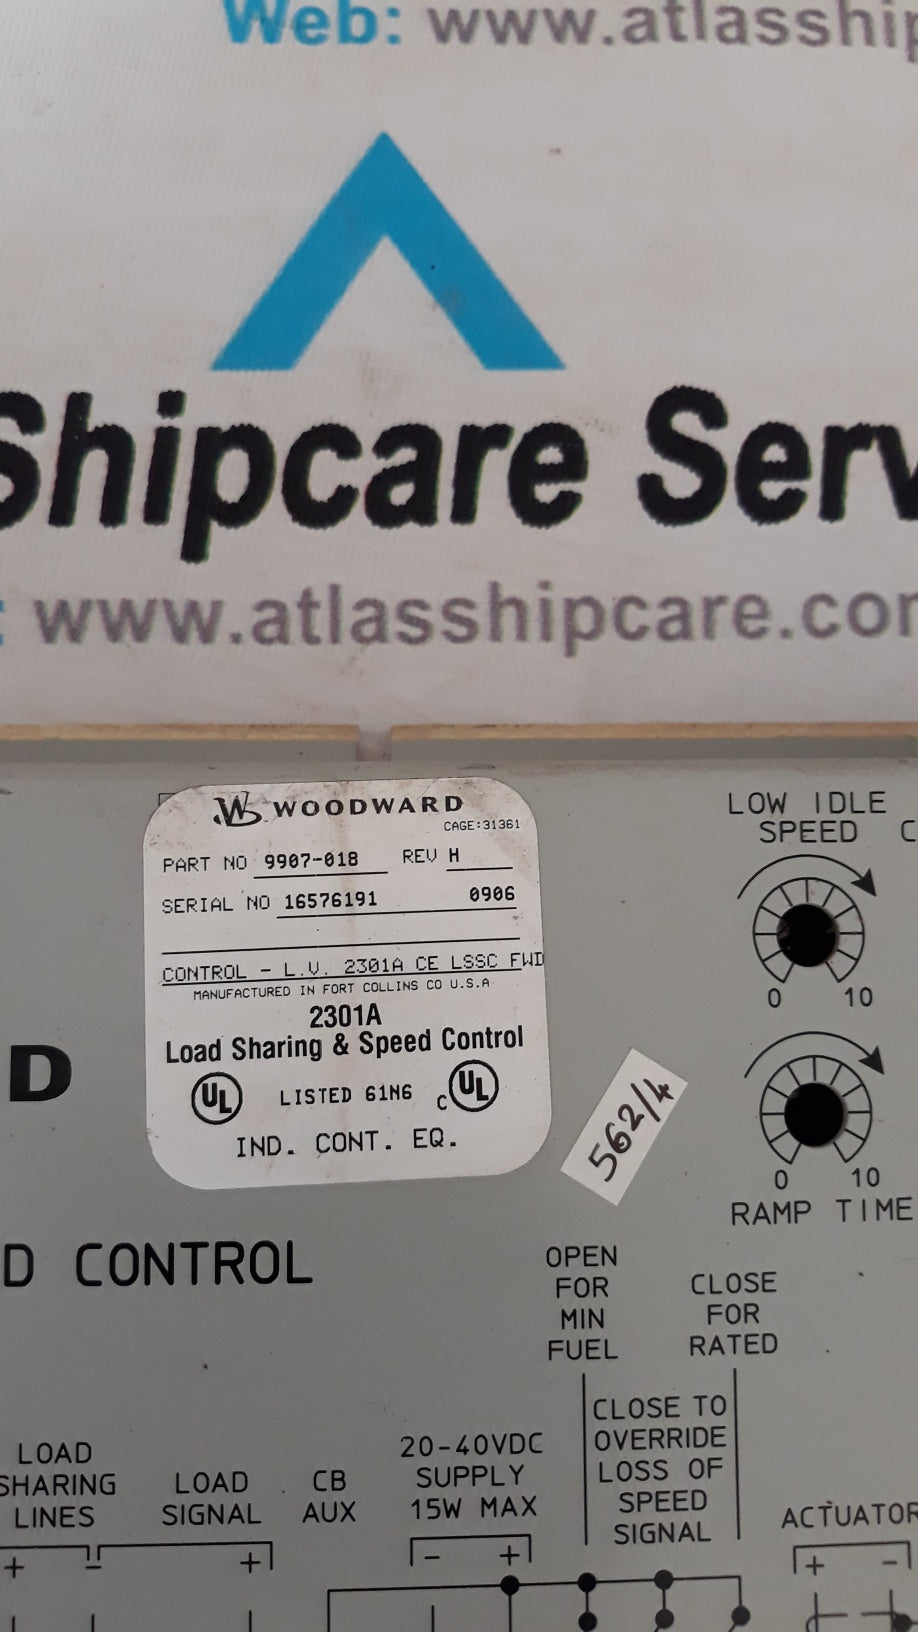 Web: www.atlasship
Shipcare Serv
: www.atlasshipcare.com
WOODWARD
CAGE:31361
PART NO 9907-018 REV H
SERIAL NO 16576191 0906
CONTROL - L.V. 2301A CE LSSC FWD
MANUFACTURED IN FORT COLLINS CO U.S.A
2301A
Load Sharing & Speed Control
UL LISTED 61N6 C UL
IND. CONT. EQ.
562/4
LOW IDLE
SPEED
0 10
0 10
RAMP TIME
D
D CONTROL
OPEN
FOR
MIN
FUEL
CLOSE
FOR
RATED
CLOSE TO
OVERRIDE
LOSS OF
SPEED
SIGNAL
LOAD
SHARING
LINES
+ -
LOAD
SIGNAL
+
CB
AUX
20-40VDC
SUPPLY
15W MAX
- +
ACTUATOR
+ -